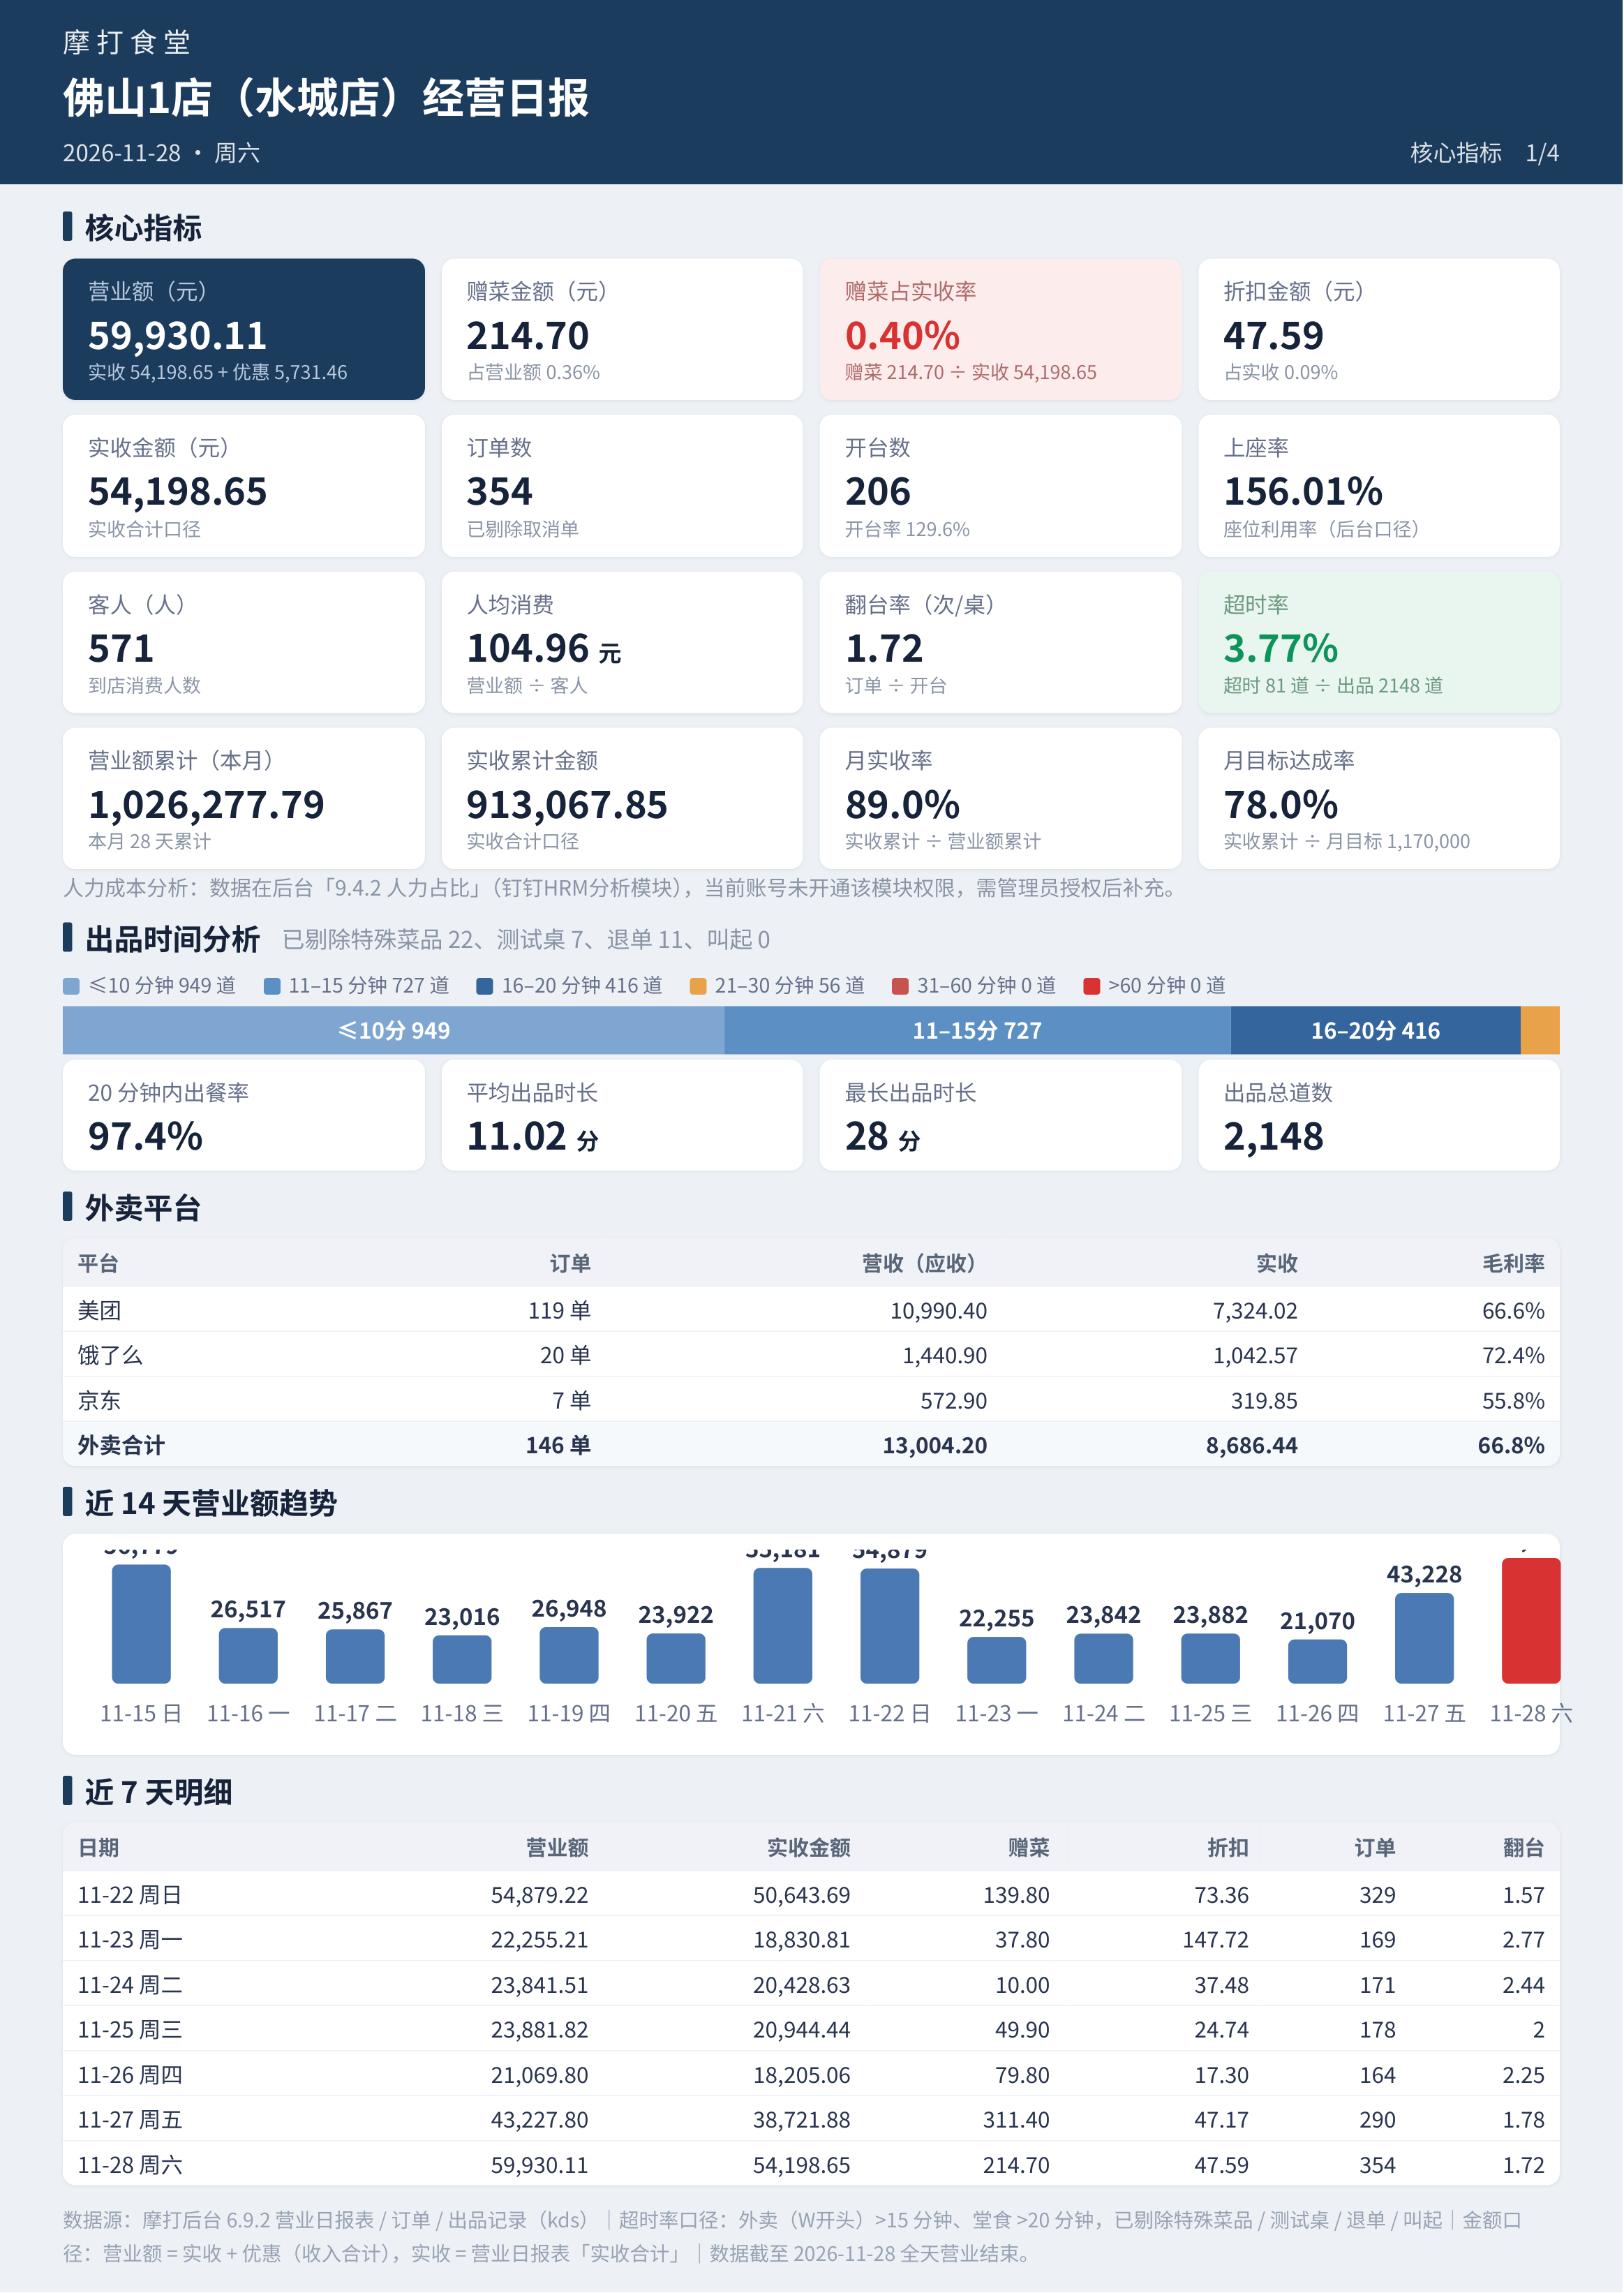 摩打食堂
佛山1店（水城店）经营日报
2026-11-28 · 周六
核心指标 1/4
核心指标
营业额（元）
59,930.11
实收 54,198.65 + 优惠 5,731.46
赠菜金额（元）
214.70
占营业额 0.36%
赠菜占实收率
0.40%
赠菜 214.70 ÷ 实收 54,198.65
折扣金额（元）
47.59
占实收 0.09%
实收金额（元）
54,198.65
实收合计口径
订单数
354
已剔除取消单
开台数
206
开台率 129.6%
上座率
156.01%
座位利用率（后台口径）
客人（人）
571
到店消费人数
人均消费
104.96 元
营业额 ÷ 客人
翻台率（次/桌）
1.72
订单 ÷ 开台
超时率
3.77%
超时 81 道 ÷ 出品 2148 道
营业额累计（本月）
1,026,277.79
本月 28 天累计
实收累计金额
913,067.85
实收合计口径
月实收率
89.0%
实收累计 ÷ 营业额累计
月目标达成率
78.0%
实收累计 ÷ 月目标 1,170,000
人力成本分析：数据在后台「9.4.2 人力占比」（钉钉HRM分析模块），当前账号未开通该模块权限，需管理员授权后补充。
出品时间分析 已剔除特殊菜品 22、测试桌 7、退单 11、叫起 0
≤10 分钟 949 道 11–15 分钟 727 道 16–20 分钟 416 道 21–30 分钟 56 道 31–60 分钟 0 道 >60 分钟 0 道
≤10分 949 11–15分 727 16–20分 416
20 分钟内出餐率
97.4%
平均出品时长
11.02 分
最长出品时长
28 分
出品总道数
2,148
外卖平台
平台 订单 营收（应收） 实收 毛利率
美团 119 单 10,990.40 7,324.02 66.6%
饿了么 20 单 1,440.90 1,042.57 72.4%
京东 7 单 572.90 319.85 55.8%
外卖合计 146 单 13,004.20 8,686.44 66.8%
近 14 天营业额趋势
26,517 25,867 23,016 26,948 23,922 55,181 54,879 22,255 23,842 23,882 21,070 43,228
11-15 日 11-16 一 11-17 二 11-18 三 11-19 四 11-20 五 11-21 六 11-22 日 11-23 一 11-24 二 11-25 三 11-26 四 11-27 五 11-28 六
近 7 天明细
日期 营业额 实收金额 赠菜 折扣 订单 翻台
11-22 周日 54,879.22 50,643.69 139.80 73.36 329 1.57
11-23 周一 22,255.21 18,830.81 37.80 147.72 169 2.77
11-24 周二 23,841.51 20,428.63 10.00 37.48 171 2.44
11-25 周三 23,881.82 20,944.44 49.90 24.74 178 2
11-26 周四 21,069.80 18,205.06 79.80 17.30 164 2.25
11-27 周五 43,227.80 38,721.88 311.40 47.17 290 1.78
11-28 周六 59,930.11 54,198.65 214.70 47.59 354 1.72
数据源：摩打后台 6.9.2 营业日报表 / 订单 / 出品记录（kds）｜超时率口径：外卖（W开头）>15 分钟、堂食 >20 分钟，已剔除特殊菜品 / 测试桌 / 退单 / 叫起｜金额口
径：营业额 = 实收 + 优惠（收入合计），实收 = 营业日报表「实收合计」｜数据截至 2026-11-28 全天营业结束。